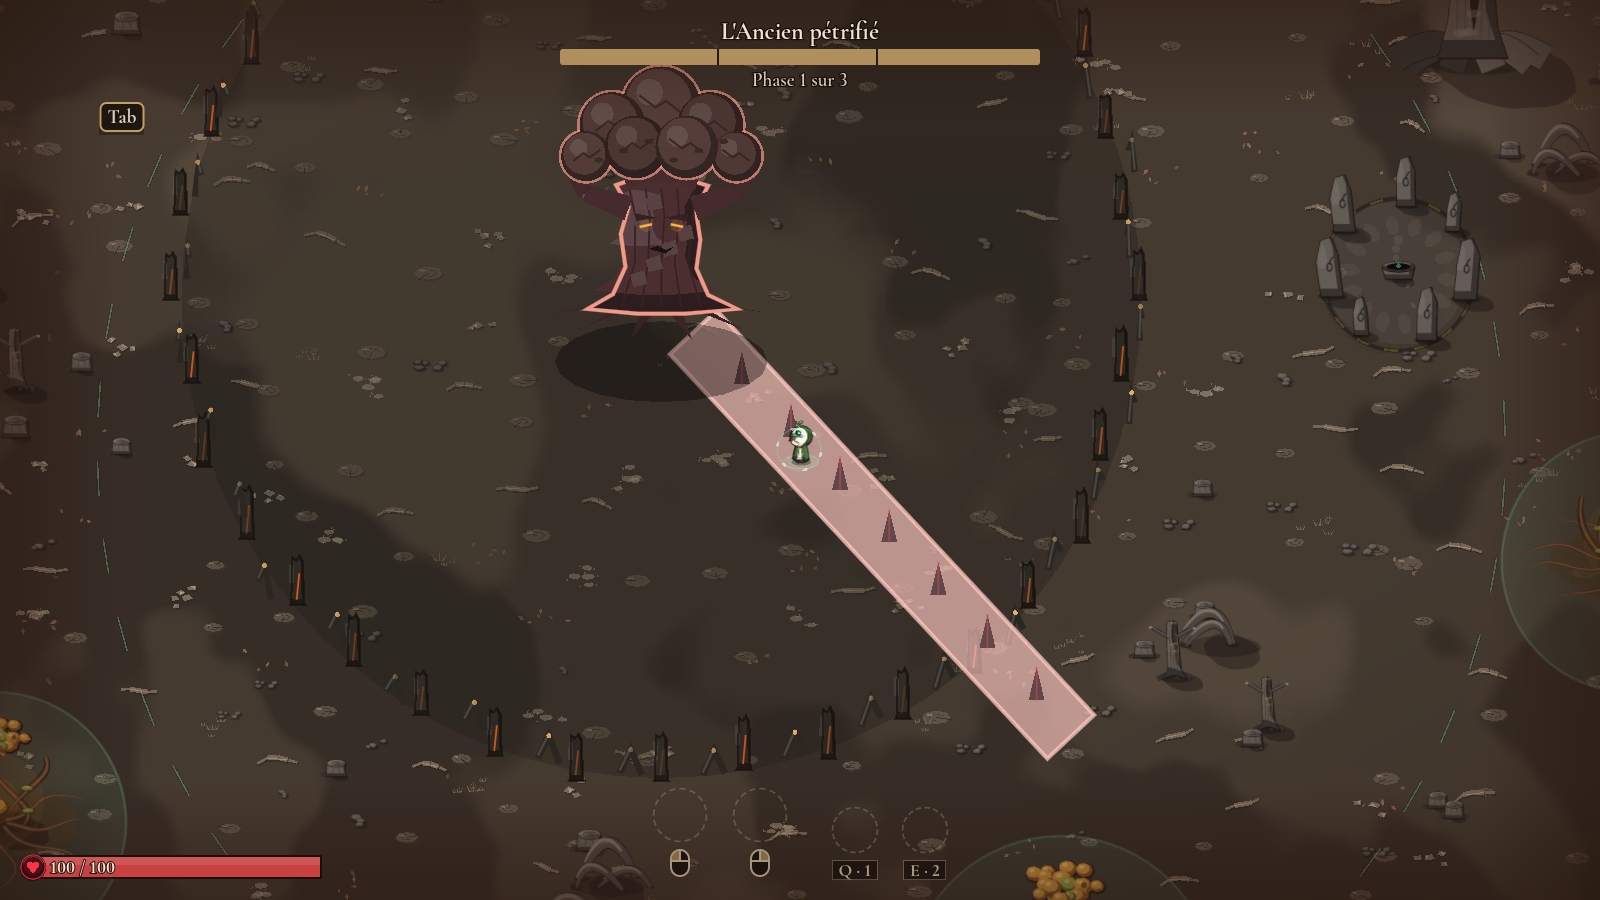 L'Ancien pétrifié
Phase 1 sur 3
Tab
100 / 100
Q · 1
E · 2